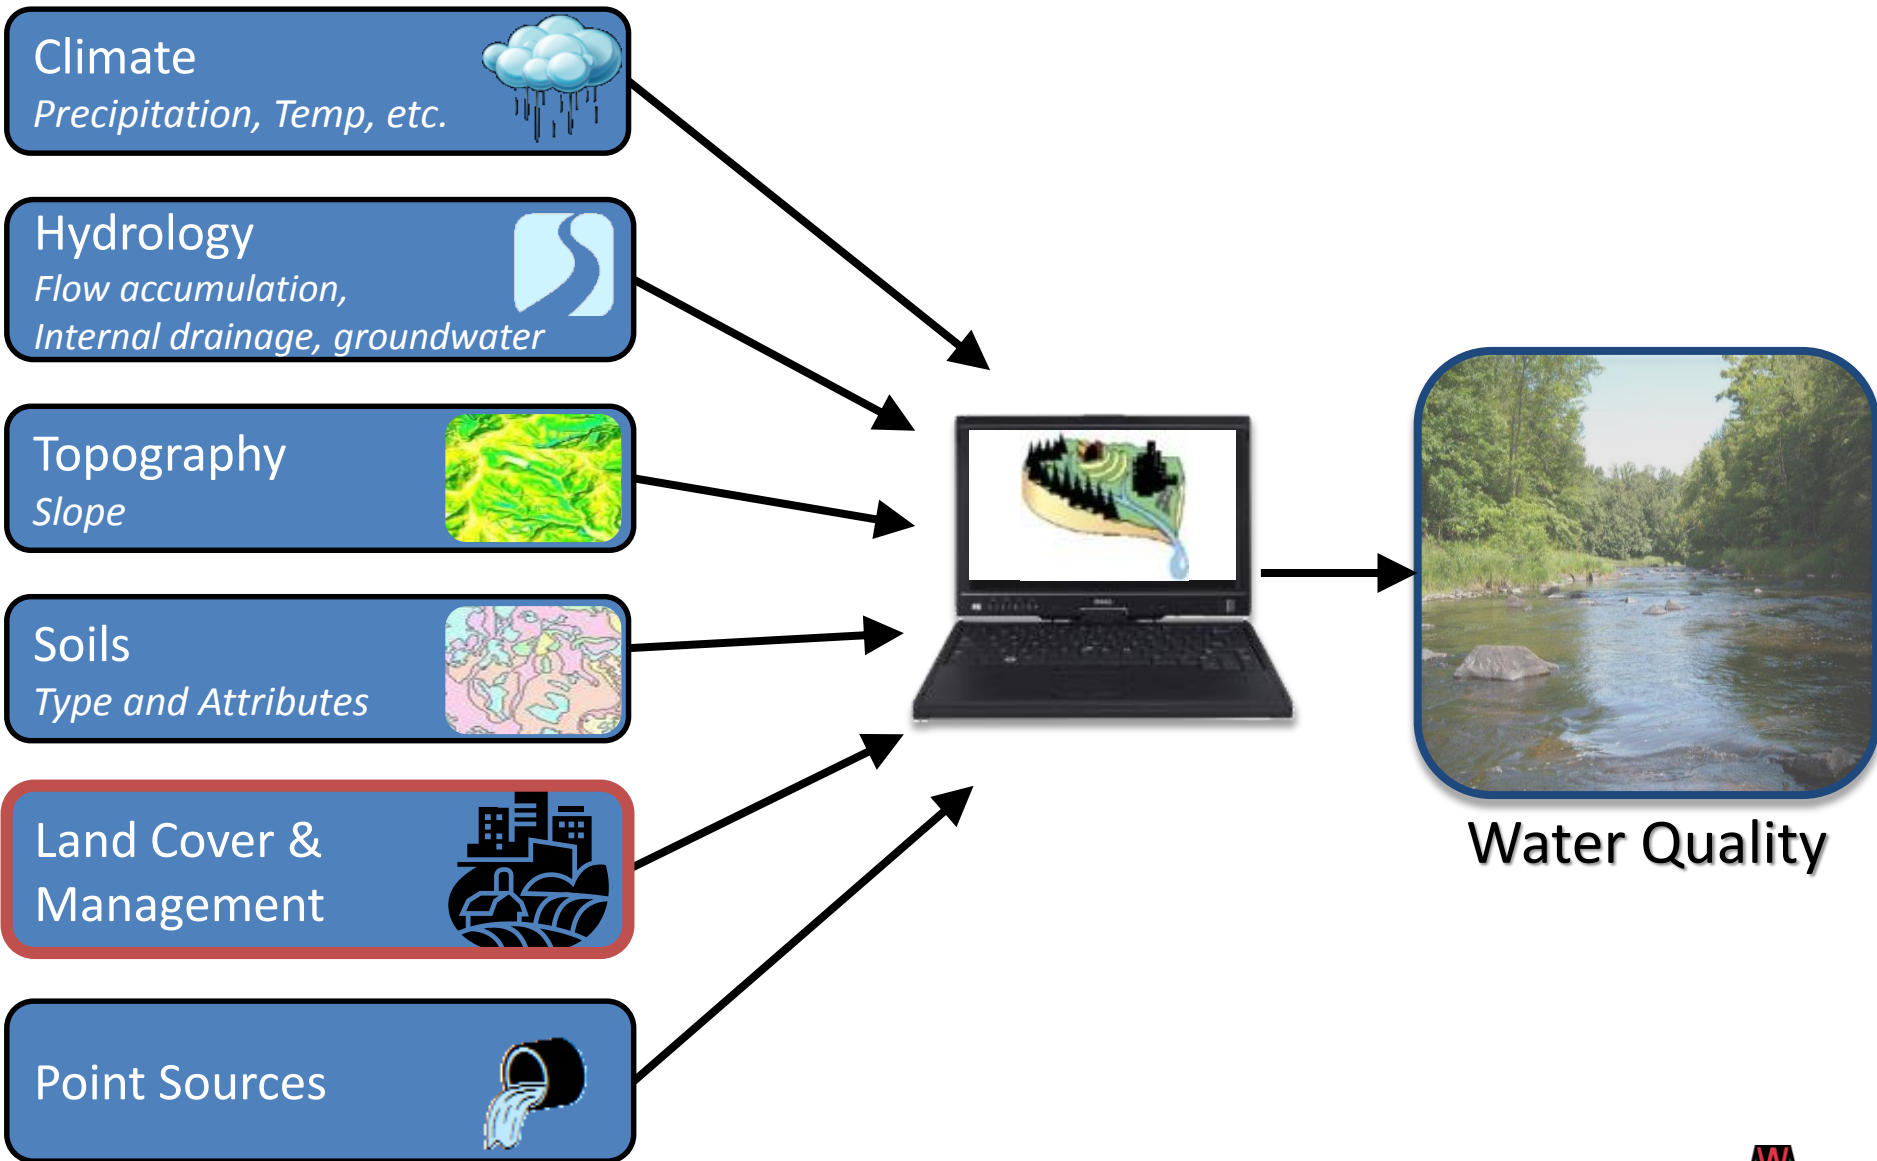 Climate
Precipitation, Temp, etc.
Hydrology
Flow accumulation,
Internal drainage, groundwater
Topography
Slope
Soils
Type and Attributes
Land Cover &
Management
Point Sources
Water Quality
W